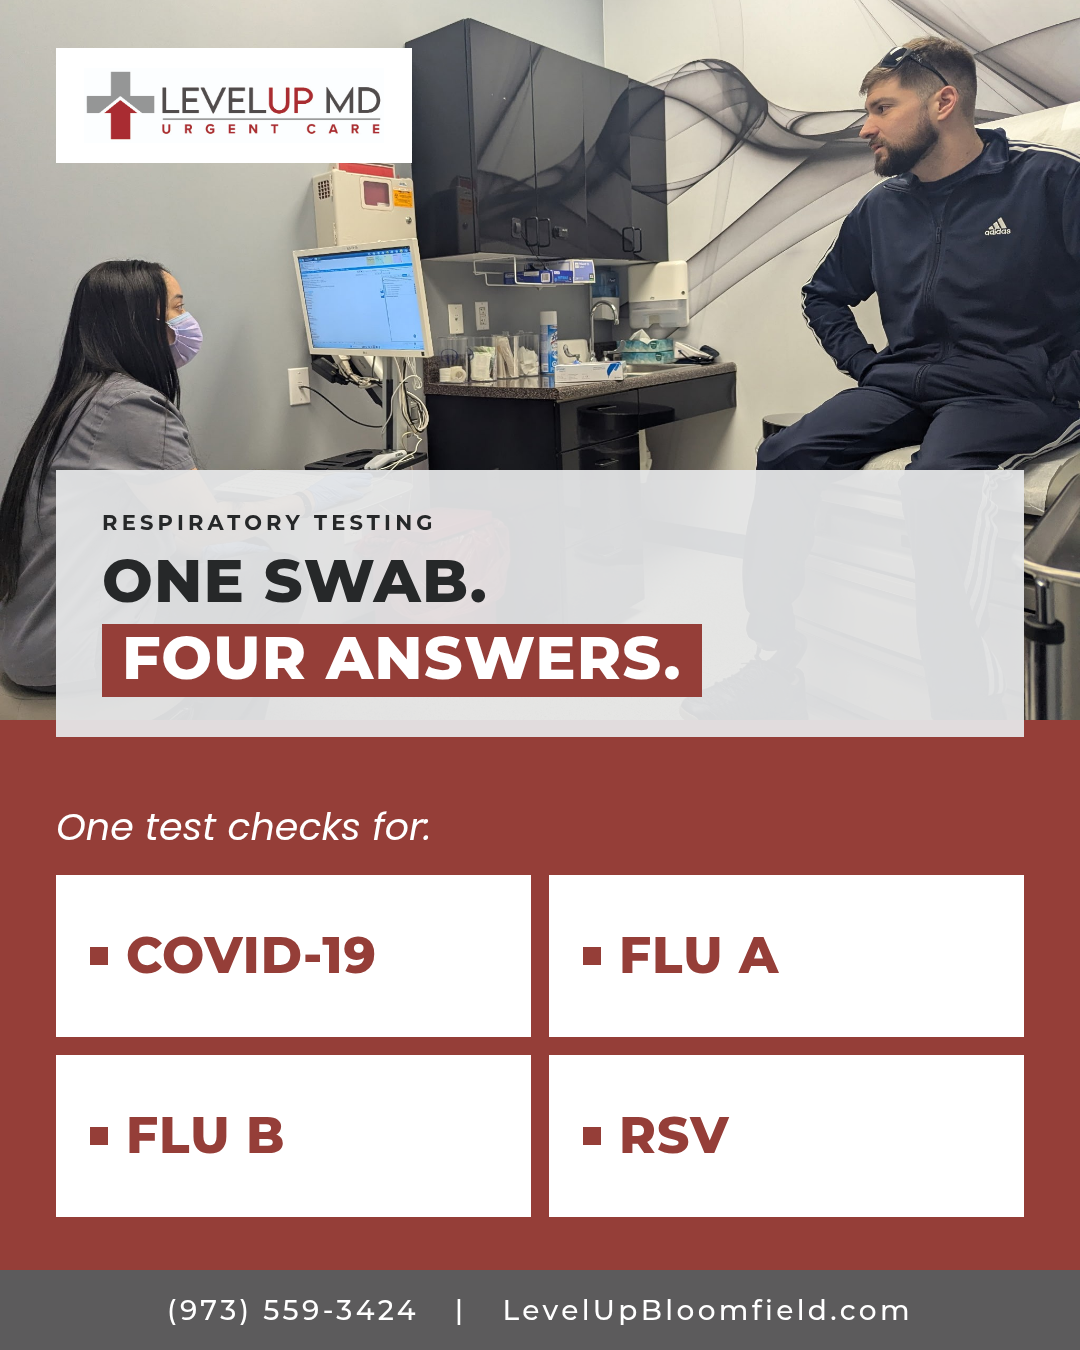 LEVELUP MD
URGENT CARE
adidas
RESPIRATORY TESTING
ONE SWAB.
FOUR ANSWERS.
One test checks for:
COVID-19
FLU A
FLU B
RSV
(973) 559-3424 | LevelUpBloomfield.com